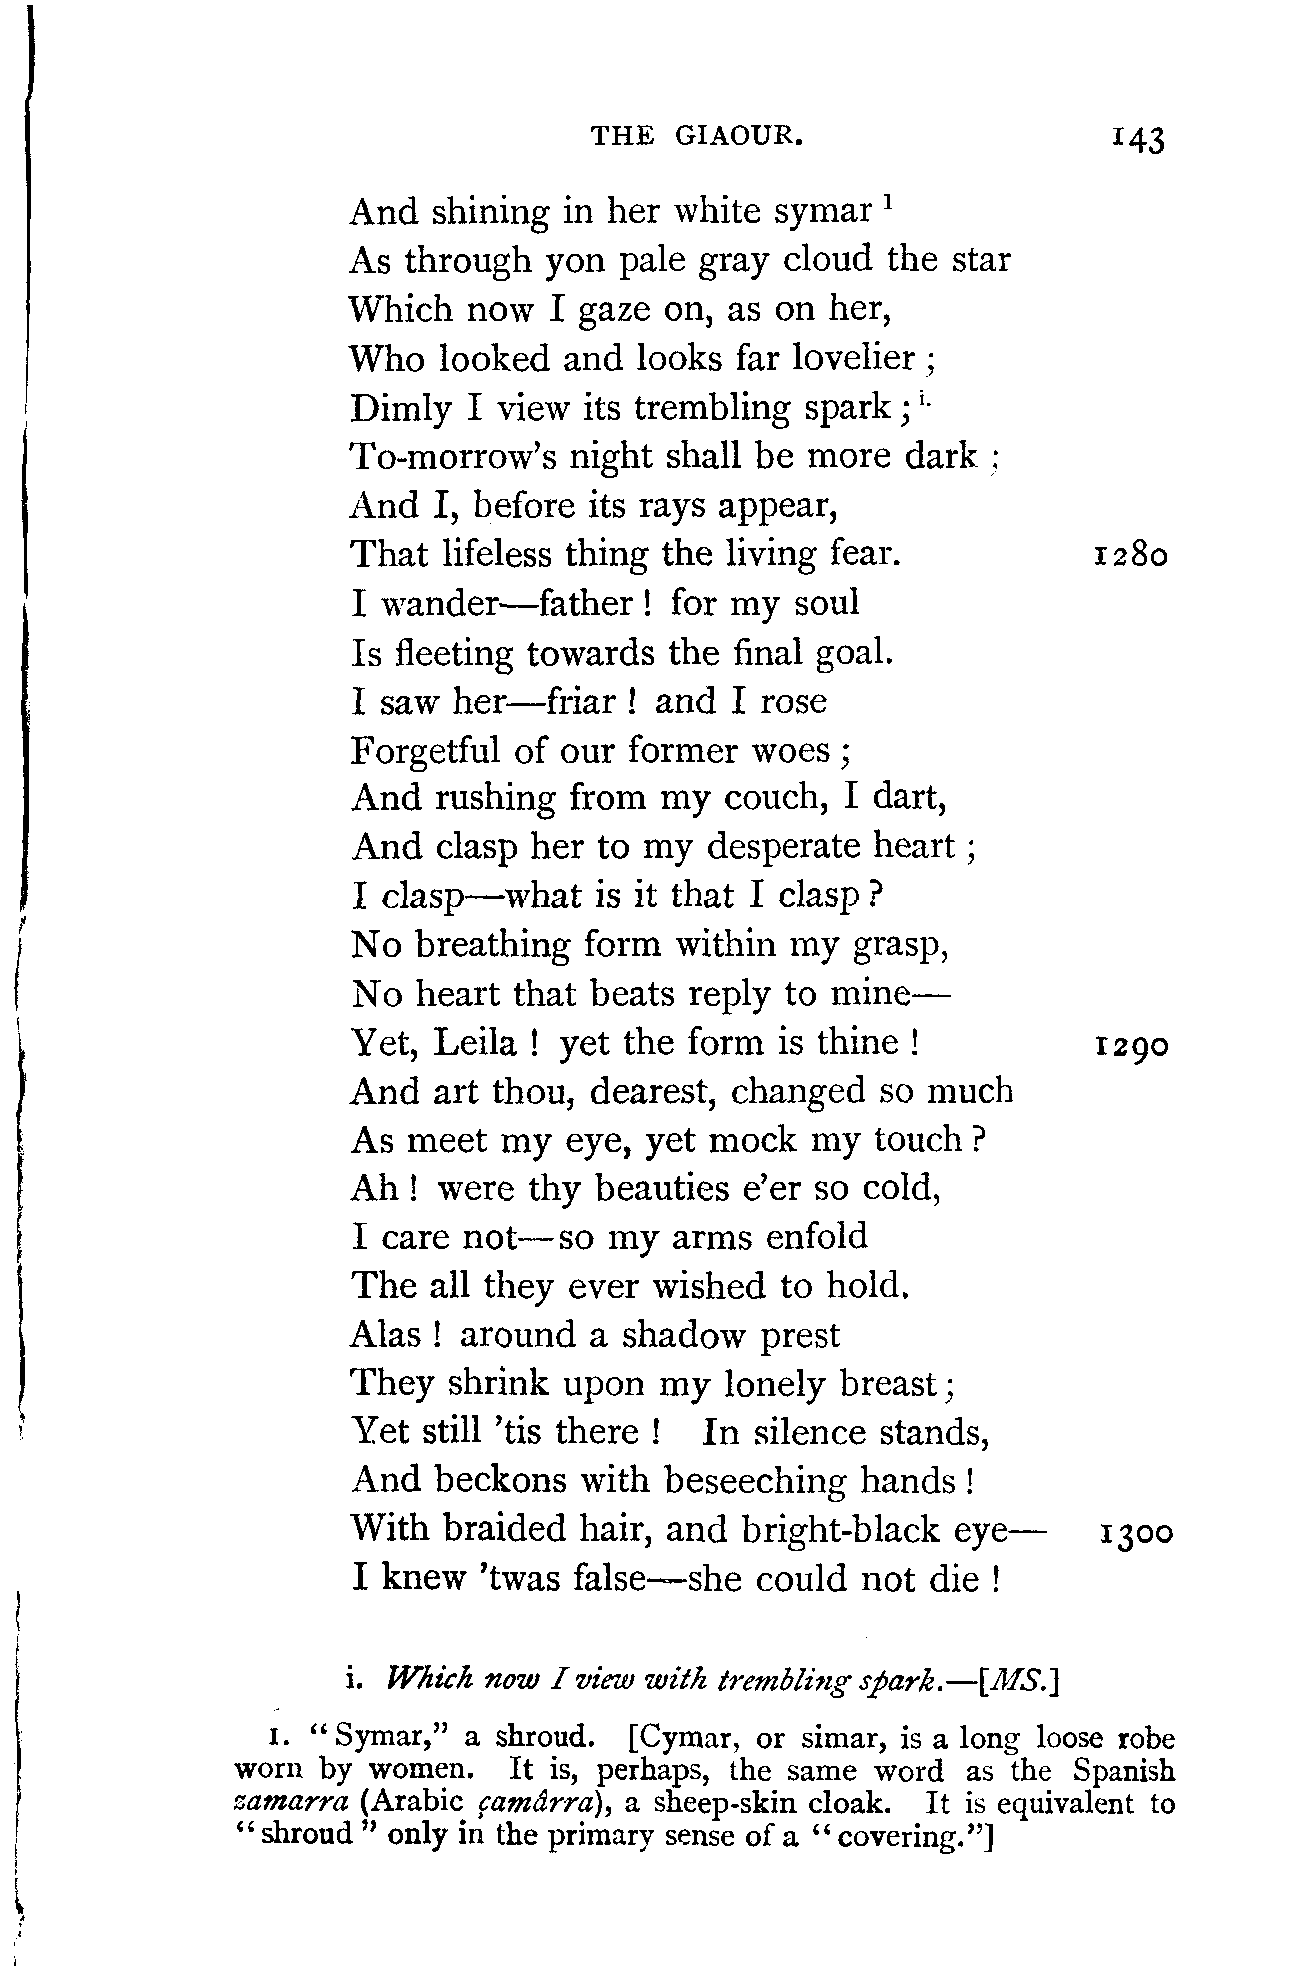 THE GIAOUR. 143
And shining in her white symar ¹
As through yon pale gray cloud the star
Which now I gaze on, as on her,
Who looked and looks far lovelier ;
Dimly I view its trembling spark ; i.
To-morrow's night shall be more dark ;
And I, before its rays appear,
That lifeless thing the living fear. 1280
I wander—father ! for my soul
Is fleeting towards the final goal.
I saw her—friar ! and I rose
Forgetful of our former woes ;
And rushing from my couch, I dart,
And clasp her to my desperate heart ;
I clasp—what is it that I clasp ?
No breathing form within my grasp,
No heart that beats reply to mine—
Yet, Leila ! yet the form is thine ! 1290
And art thou, dearest, changed so much
As meet my eye, yet mock my touch ?
Ah ! were thy beauties e'er so cold,
I care not—so my arms enfold
The all they ever wished to hold.
Alas ! around a shadow prest
They shrink upon my lonely breast ;
Yet still 'tis there ! In silence stands,
And beckons with beseeching hands !
With braided hair, and bright-black eye— 1300
I knew 'twas false—she could not die !
i. Which now I view with trembling spark.—[MS.]
1. "Symar," a shroud. [Cymar, or simar, is a long loose robe
worn by women. It is, perhaps, the same word as the Spanish
zamarra (Arabic çamârra), a sheep-skin cloak. It is equivalent to
"shroud" only in the primary sense of a "covering."]